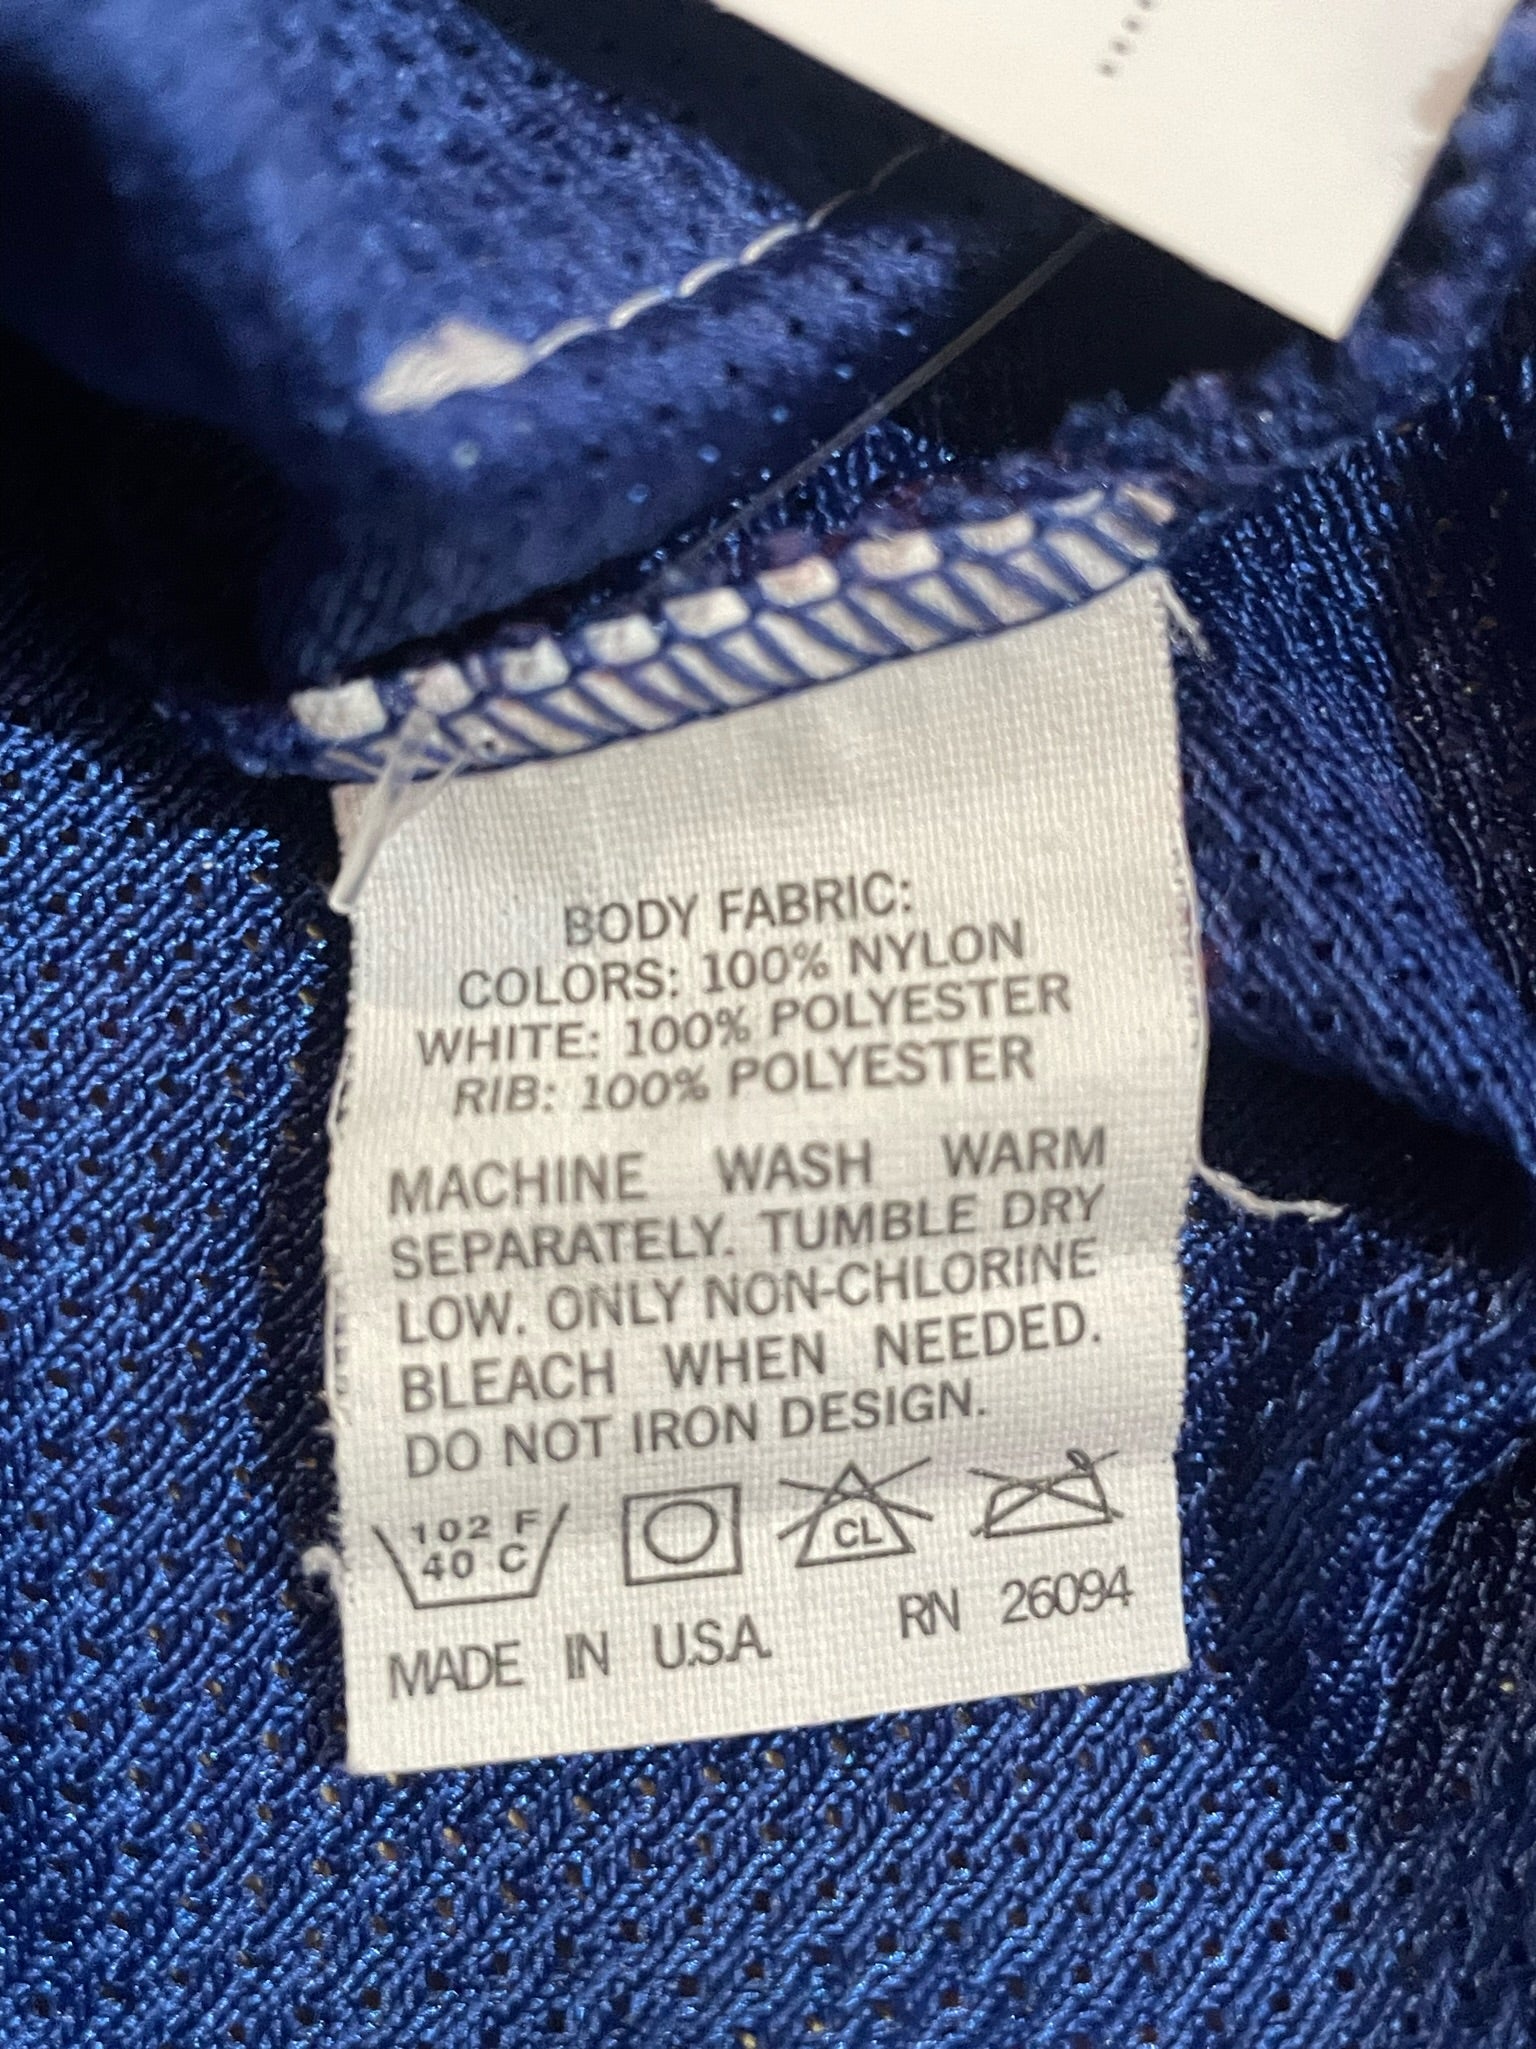 BODY FABRIC:
COLORS: 100% NYLON
WHITE: 100% POLYESTER
RIB: 100% POLYESTER
MACHINE WASH WARM
SEPARATELY. TUMBLE DRY
LOW. ONLY NON-CHLORINE
BLEACH WHEN NEEDED.
DO NOT IRON DESIGN.
102 F
40 C
CL
MADE IN U.S.A. RN 26094